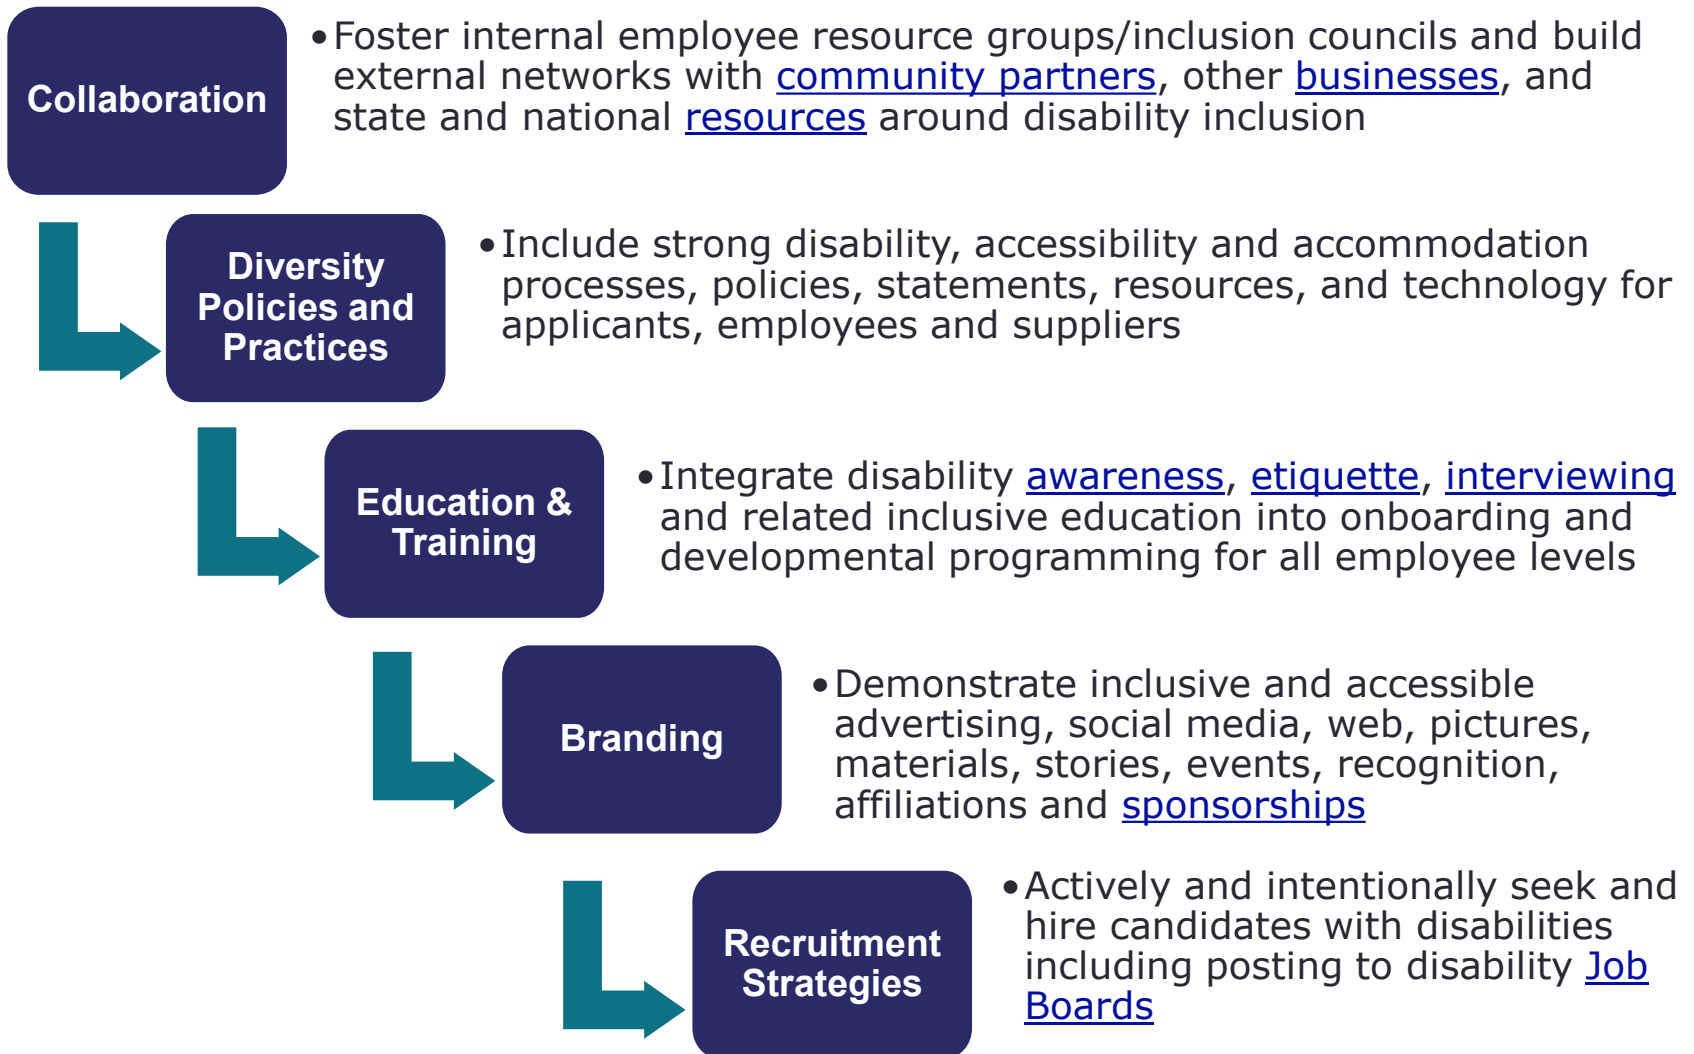 Collaboration
•Foster internal employee resource groups/inclusion councils and build
external networks with community partners, other businesses, and
state and national resources around disability inclusion
Diversity
Policies and
Practices
•Include strong disability, accessibility and accommodation
processes, policies, statements, resources, and technology for
applicants, employees and suppliers
Education &
Training
•Integrate disability awareness, etiquette, interviewing
and related inclusive education into onboarding and
developmental programming for all employee levels
Branding
•Demonstrate inclusive and accessible
advertising, social media, web, pictures,
materials, stories, events, recognition,
affiliations and sponsorships
Recruitment
Strategies
•Actively and intentionally seek and
hire candidates with disabilities
including posting to disability Job
Boards